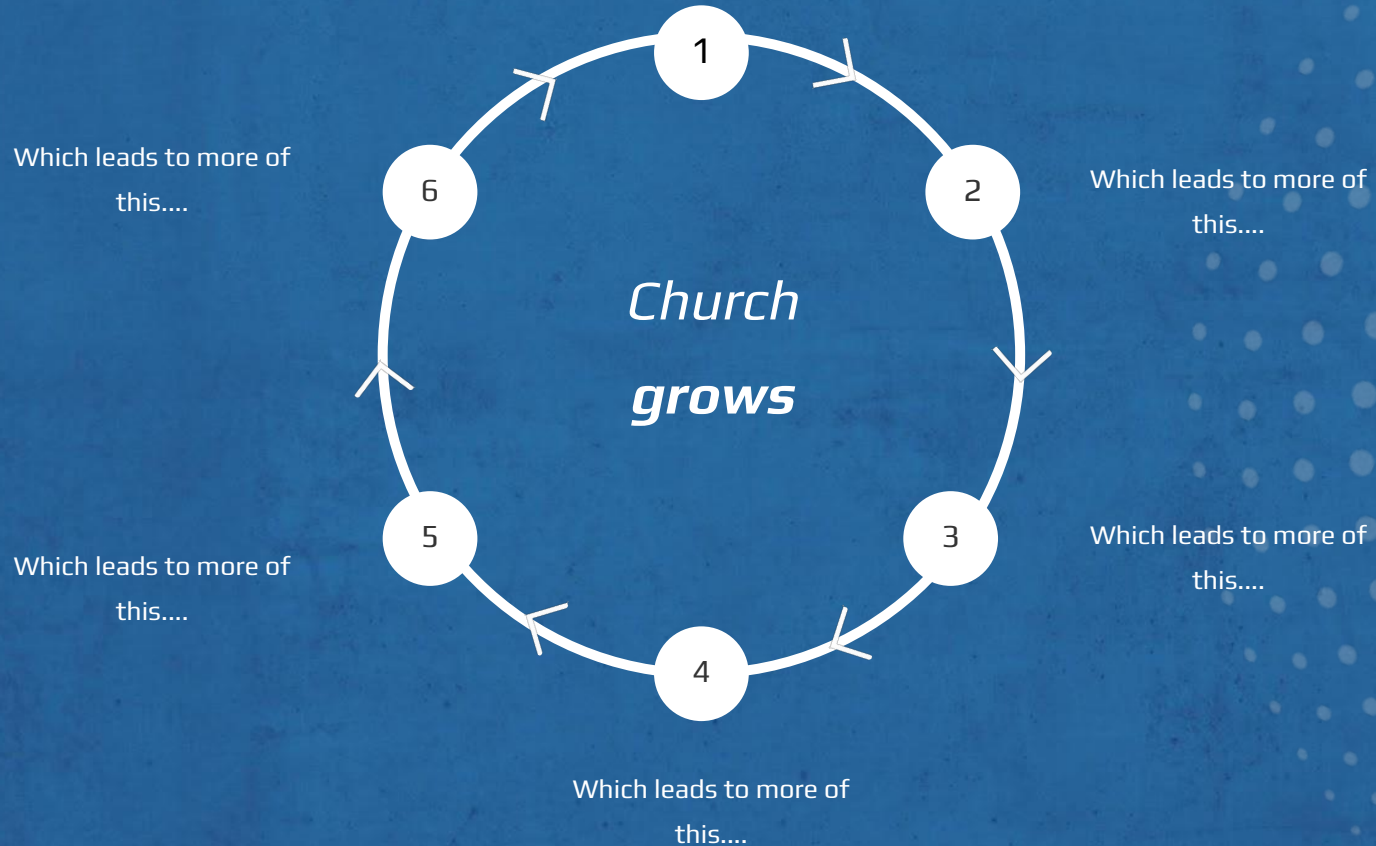 1
2
Which leads to more of
this....
3
Which leads to more of
this....
4
Which leads to more of
this....
5
Which leads to more of
this....
6
Which leads to more of
this....
Church
grows